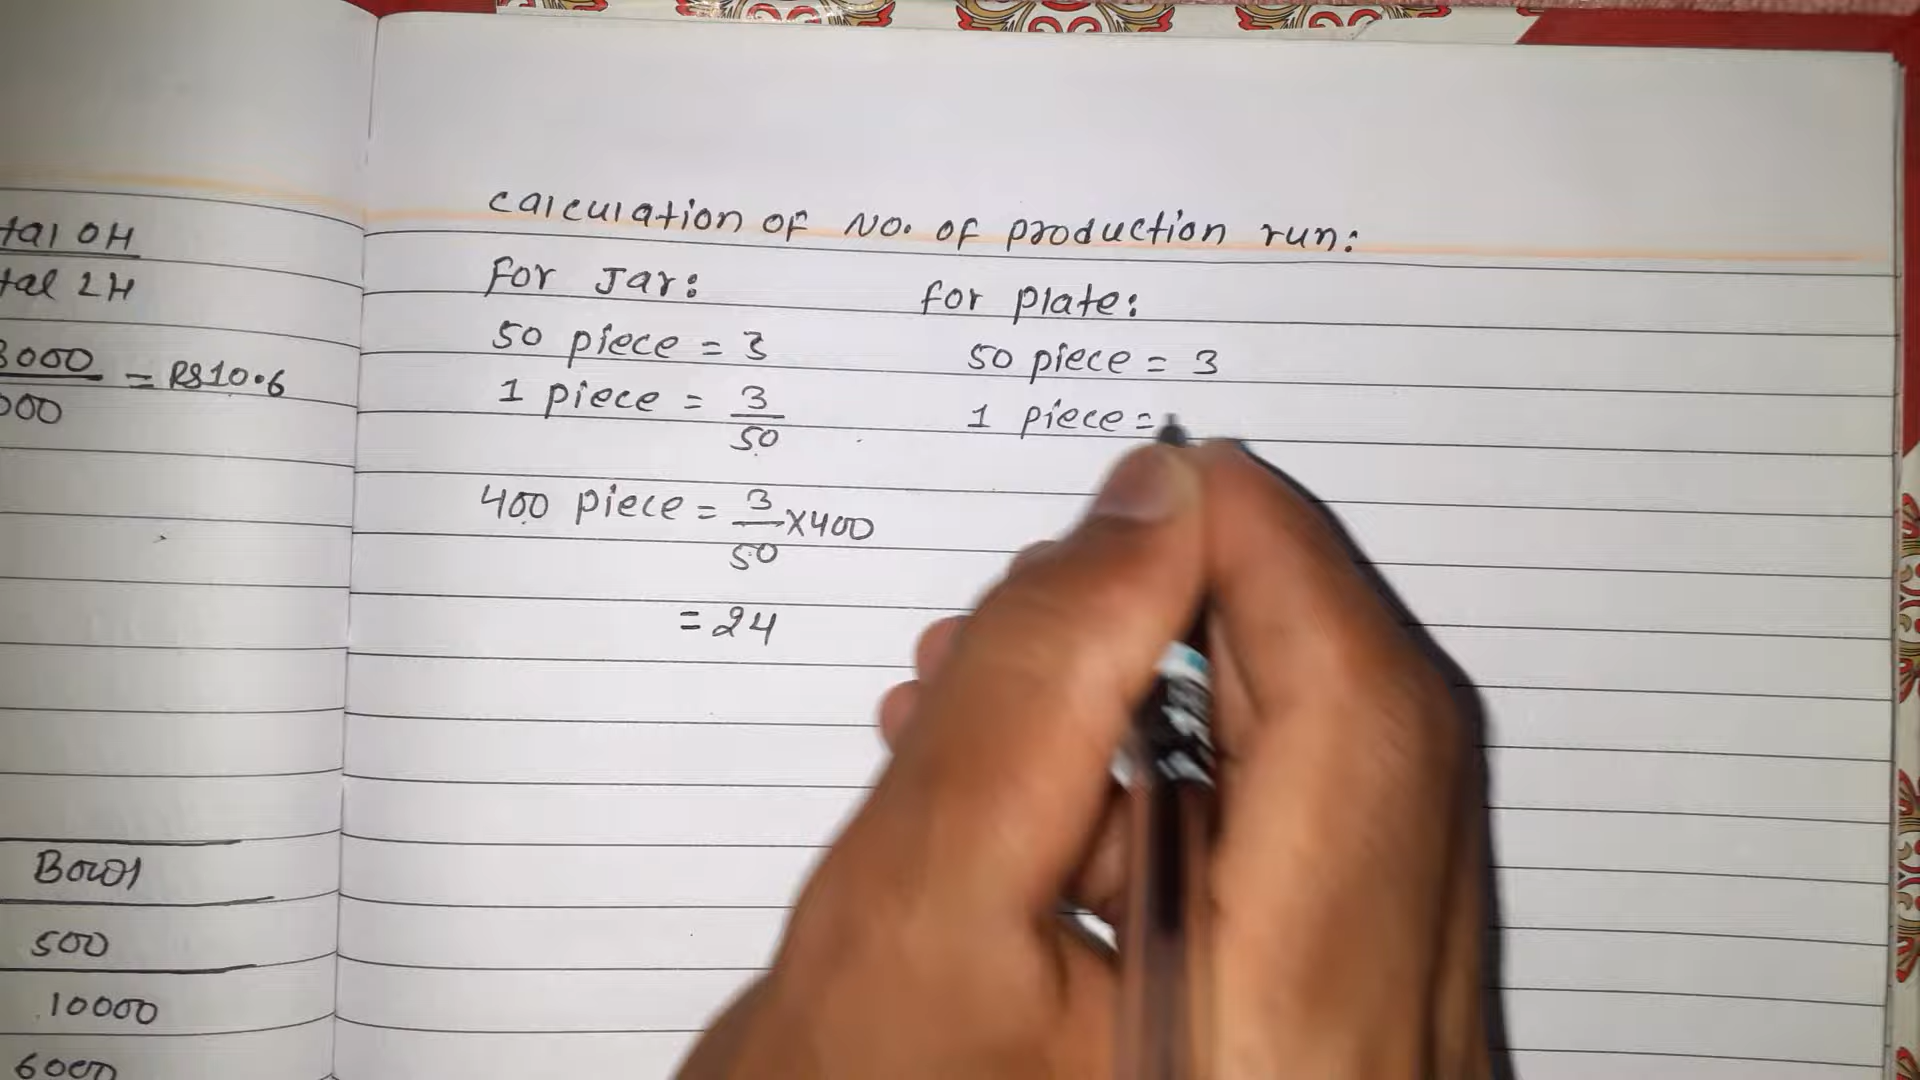 tal OH
tal LH
3000 = RS10.6
000
Bowl
500
10000
6000
calculation of No. of production run:
For Jar:
50 piece = 3
1 piece = 3/50
400 piece = 3/50 x400
= 24
for plate:
50 piece = 3
1 piece =